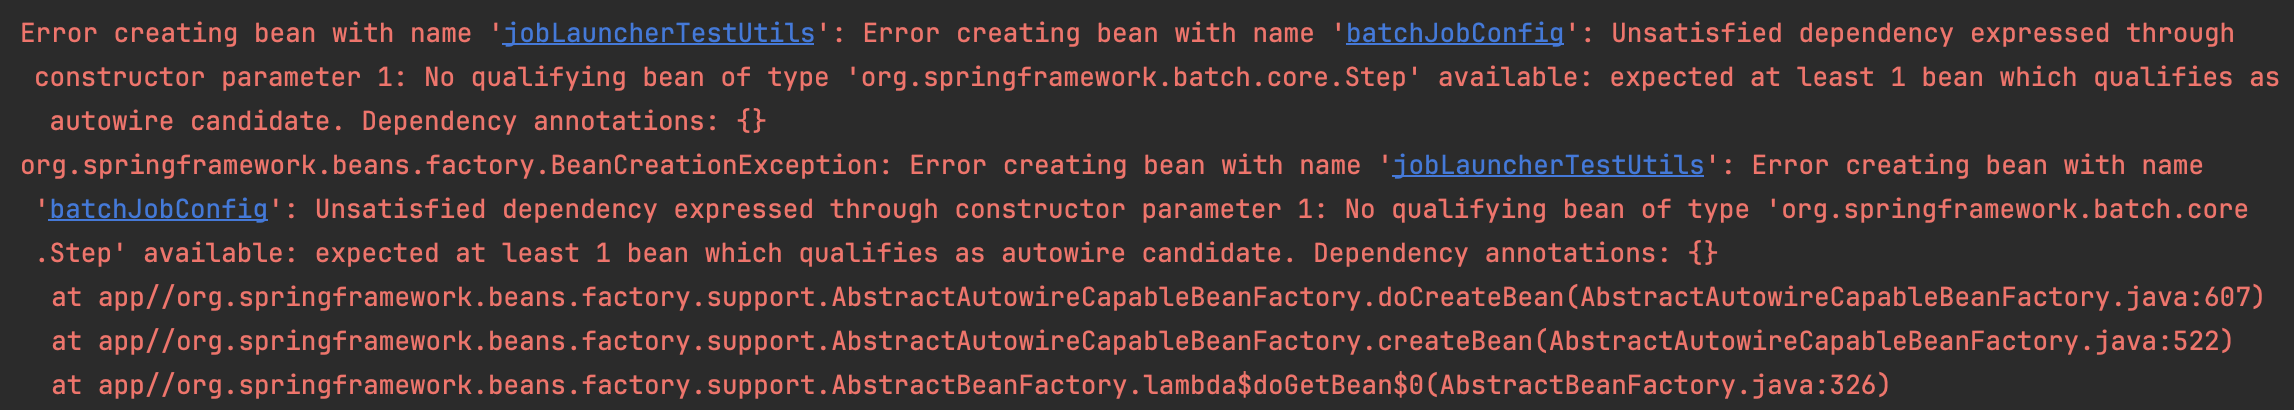 Error creating bean with name 'jobLauncherTestUtils': Error creating bean with name 'batchJobConfig': Unsatisfied dependency expressed through
constructor parameter 1: No qualifying bean of type 'org.springframework.batch.core.Step' available: expected at least 1 bean which qualifies as
autowire candidate. Dependency annotations: {}
org.springframework.beans.factory.BeanCreationException: Error creating bean with name 'jobLauncherTestUtils': Error creating bean with name
'batchJobConfig': Unsatisfied dependency expressed through constructor parameter 1: No qualifying bean of type 'org.springframework.batch.core
.Step' available: expected at least 1 bean which qualifies as autowire candidate. Dependency annotations: {}
at app//org.springframework.beans.factory.support.AbstractAutowireCapableBeanFactory.doCreateBean(AbstractAutowireCapableBeanFactory.java:607)
at app//org.springframework.beans.factory.support.AbstractAutowireCapableBeanFactory.createBean(AbstractAutowireCapableBeanFactory.java:522)
at app//org.springframework.beans.factory.support.AbstractBeanFactory.lambda$doGetBean$0(AbstractBeanFactory.java:326)